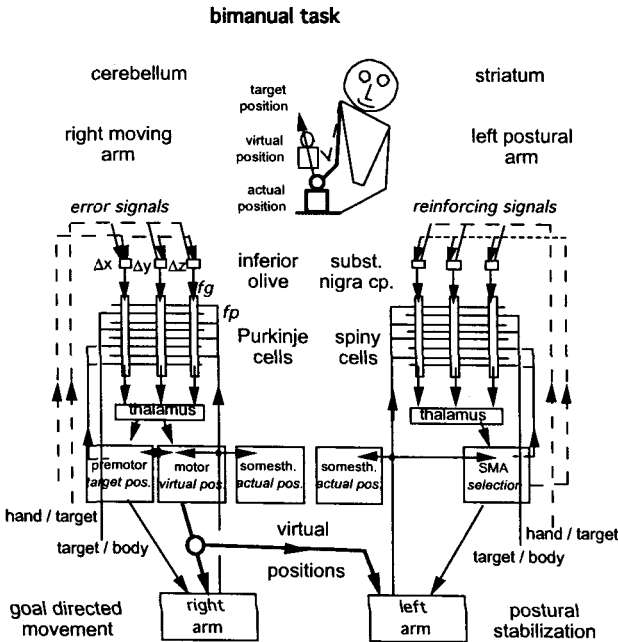 bimanual task
cerebellum
striatum
target
position
right moving
arm
virtual
position
left postural
arm
actual
position
error signals
reinforcing signals
Δx
Δy
Δz
inferior
olive
subst.
nigra cp.
fg
fp
Purkinje
cells
spiny
cells
thalamus
thalamus
premotor
target pos.
motor
virtual pos.
somesth.
actual pos.
somesth.
actual pos.
SMA
selection
hand / target
target / body
virtual
positions
hand / target
target / body
goal directed
movement
right
arm
left
arm
postural
stabilization